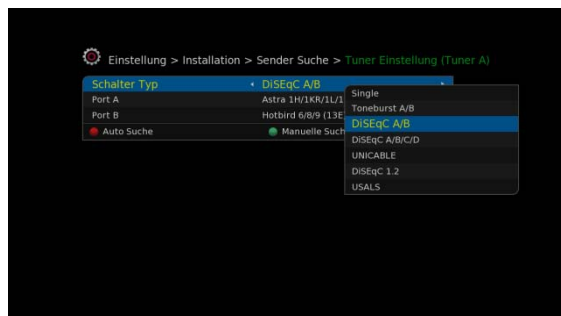 Einstellung > Installation > Sender Suche > Tuner Einstellung (Tuner A)
Schalter Typ DiSEqC A/B
Port A Astra 1H/1KR/1L/1
Port B Hotbird 6/8/9 (13E
Auto Suche Manuelle Such
Single
Toneburst A/B
DiSEqC A/B
DiSEqC A/B/C/D
UNICABLE
DiSEqC 1.2
USALS